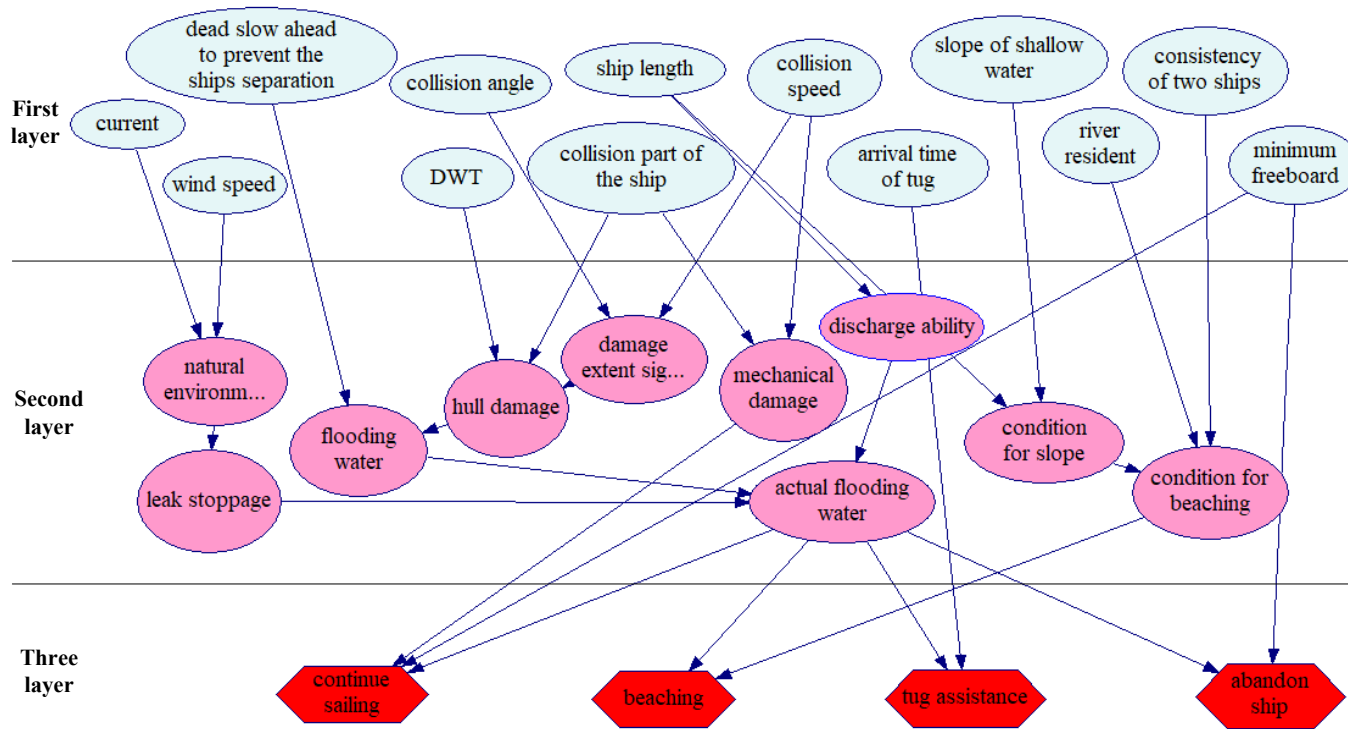 dead slow ahead
to prevent the
ships separation
collision angle
ship length
collision
speed
slope of shallow
water
consistency
of two ships
First
layer
current
wind speed
DWT
collision part of
the ship
arrival time
of tug
river
resident
minimum
freeboard
Second
layer
natural
environm...
leak stoppage
flooding
water
hull damage
damage
extent sig...
mechanical
damage
discharge ability
actual flooding
water
condition
for slope
condition for
beaching
Three
layer
continue
sailing
beaching
tug assistance
abandon
ship